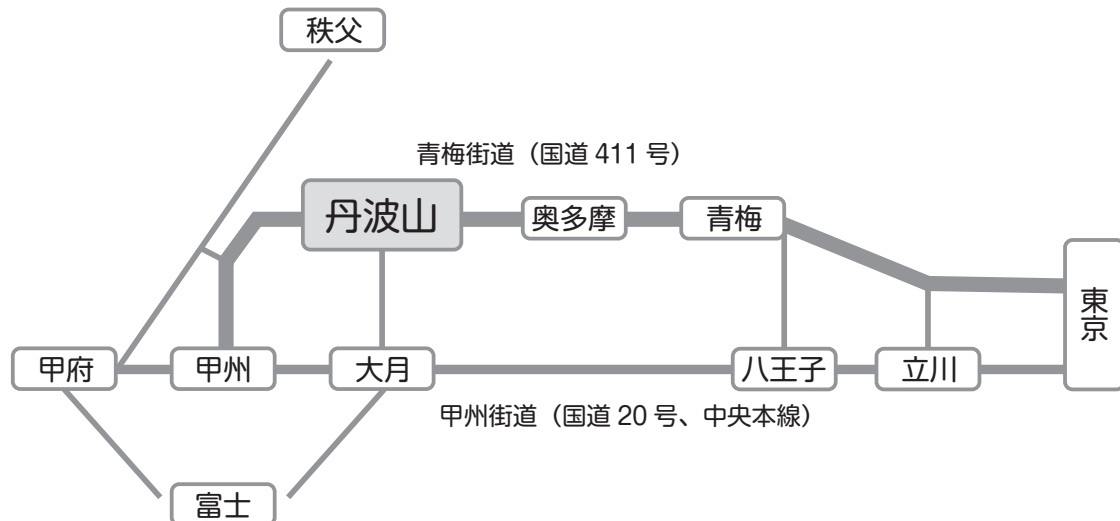 秩父
青梅街道（国道 411 号）
丹波山
奥多摩
青梅
東京
甲府
甲州
大月
八王子
立川
甲州街道（国道 20 号、中央本線）
富士